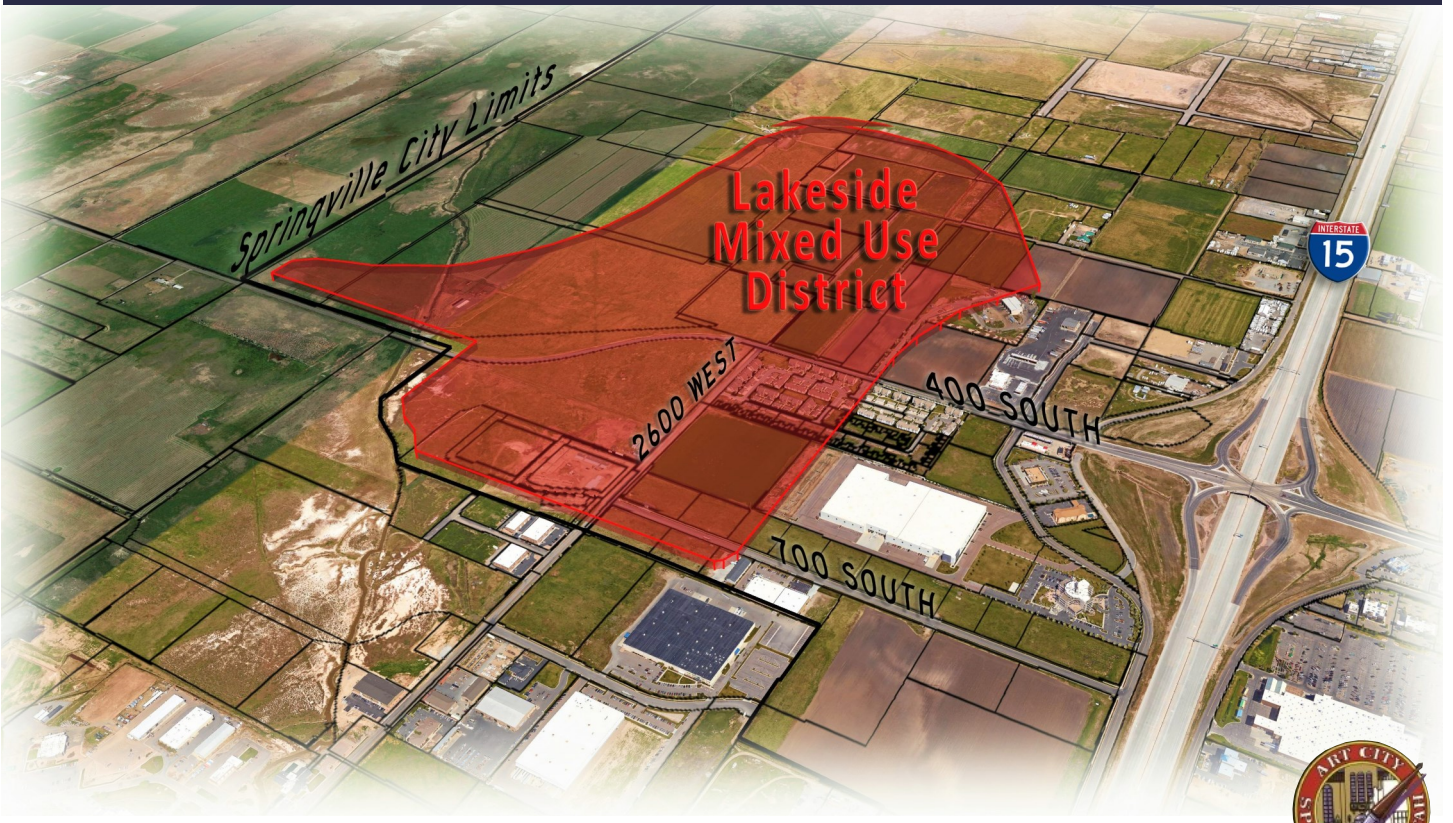 Springville City Limits
Lakeside
Mixed Use
District
INTERSTATE
15
2600 WEST
400 SOUTH
700 SOUTH
ART CITY